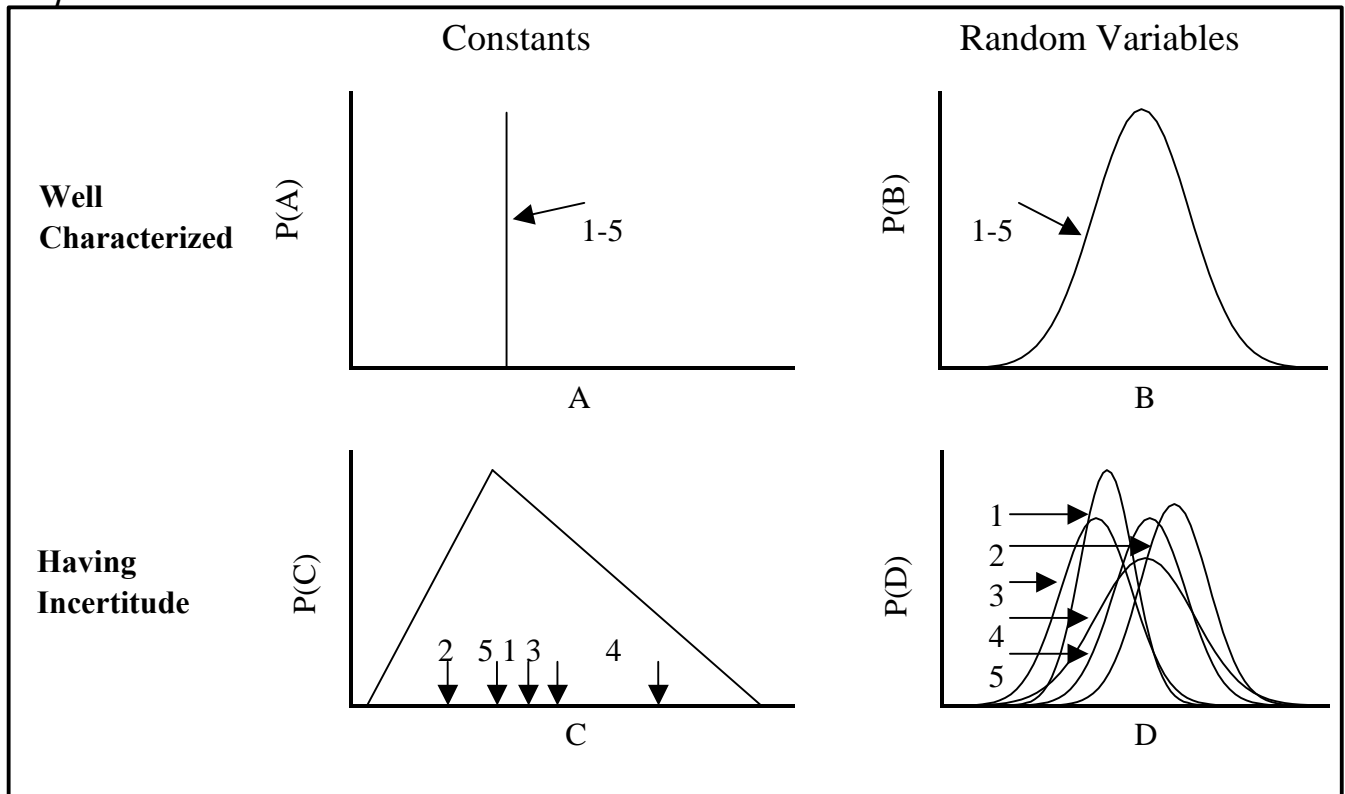 Constants Random Variables
Well
Characterized
P(A)
1-5
A
P(B)
1-5
B
Having
Incertitude
P(C)
2 5 1 3 4
C
P(D)
1
2
3
4
5
D